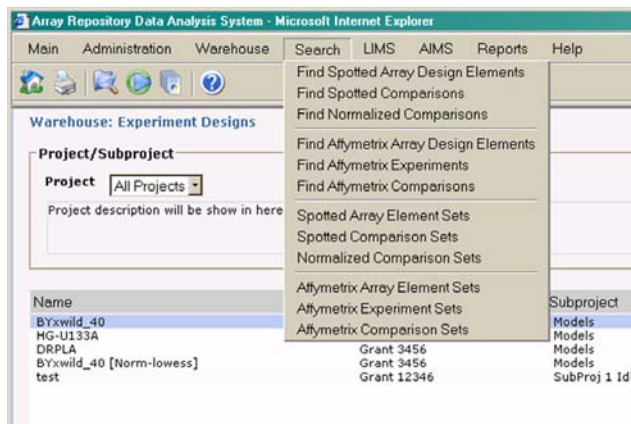 Array Repository Data Analysis System - Microsoft Internet Explorer
Main Administration Warehouse Search LIMS AIMS Reports Help
Find Spotted Array Design Elements
Find Spotted Comparisons
Find Normalized Comparisons
Find Affymetrix Array Design Elements
Find Affymetrix Experiments
Find Affymetrix Comparisons
Spotted Array Element Sets
Spotted Comparison Sets
Normalized Comparison Sets
Affymetrix Array Element Sets
Affymetrix Experiment Sets
Affymetrix Comparison Sets
Warehouse: Experiment Designs
Project/Subproject
Project All Projects
Project description will be show in here
Name Subproject
BYxwild_40 Models
HG-U133A Models
DRPLA Grant 3456 Models
BYxwild_40 [Norm-lowess] Grant 3456 Models
test Grant 12346 SubProj 1 Id